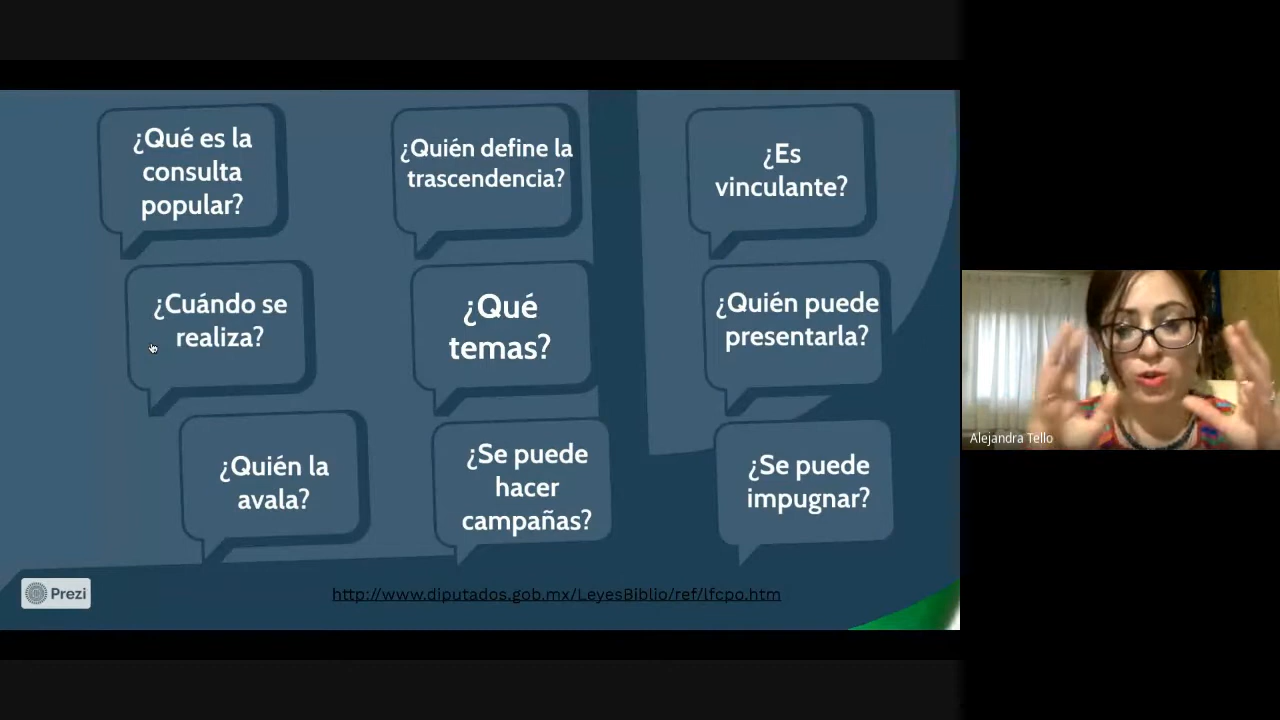 ¿Qué es la
consulta
popular?
¿Quién define la
trascendencia?
¿Es
vinculante?
¿Cuándo se
realiza?
¿Qué
temas?
¿Quién puede
presentarla?
¿Quién la
avala?
¿Se puede
hacer
campañas?
¿Se puede
impugnar?
Prezi
http://www.diputados.gob.mx/LeyesBiblio/ref/lfcpo.htm
Alejandra Tello